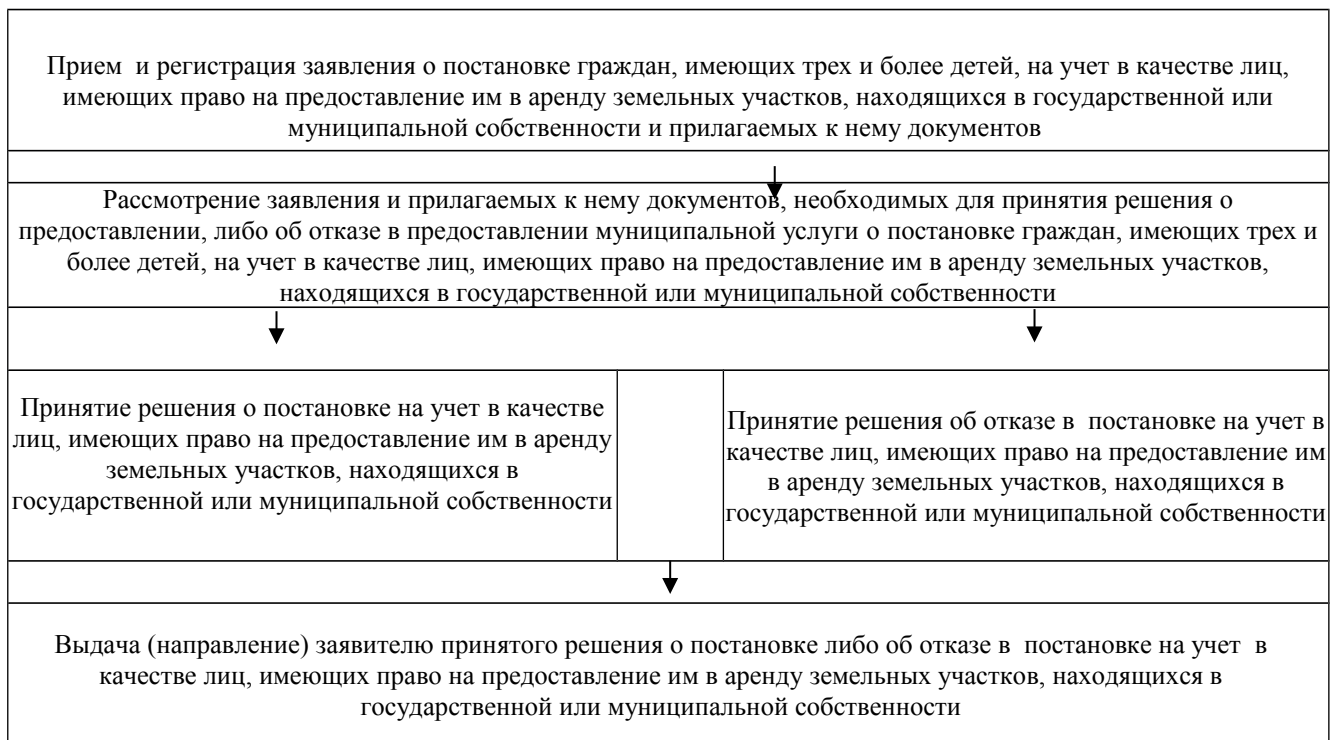 Прием  и регистрация заявления о постановке граждан, имеющих трех и более детей, на учет в качестве лиц,
имеющих право на предоставление им в аренду земельных участков, находящихся в государственной или
муниципальной собственности и прилагаемых к нему документов
Рассмотрение заявления и прилагаемых к нему документов, необходимых для принятия решения о
предоставлении, либо об отказе в предоставлении муниципальной услуги о постановке граждан, имеющих трех и
более детей, на учет в качестве лиц, имеющих право на предоставление им в аренду земельных участков,
находящихся в государственной или муниципальной собственности
Принятие решения о постановке на учет в качестве
лиц, имеющих право на предоставление им в аренду
земельных участков, находящихся в
государственной или муниципальной собственности
Принятие решения об отказе в  постановке на учет в
качестве лиц, имеющих право на предоставление им
в аренду земельных участков, находящихся в
государственной или муниципальной собственности
Выдача (направление) заявителю принятого решения о постановке либо об отказе в  постановке на учет  в
качестве лиц, имеющих право на предоставление им в аренду земельных участков, находящихся в
государственной или муниципальной собственности